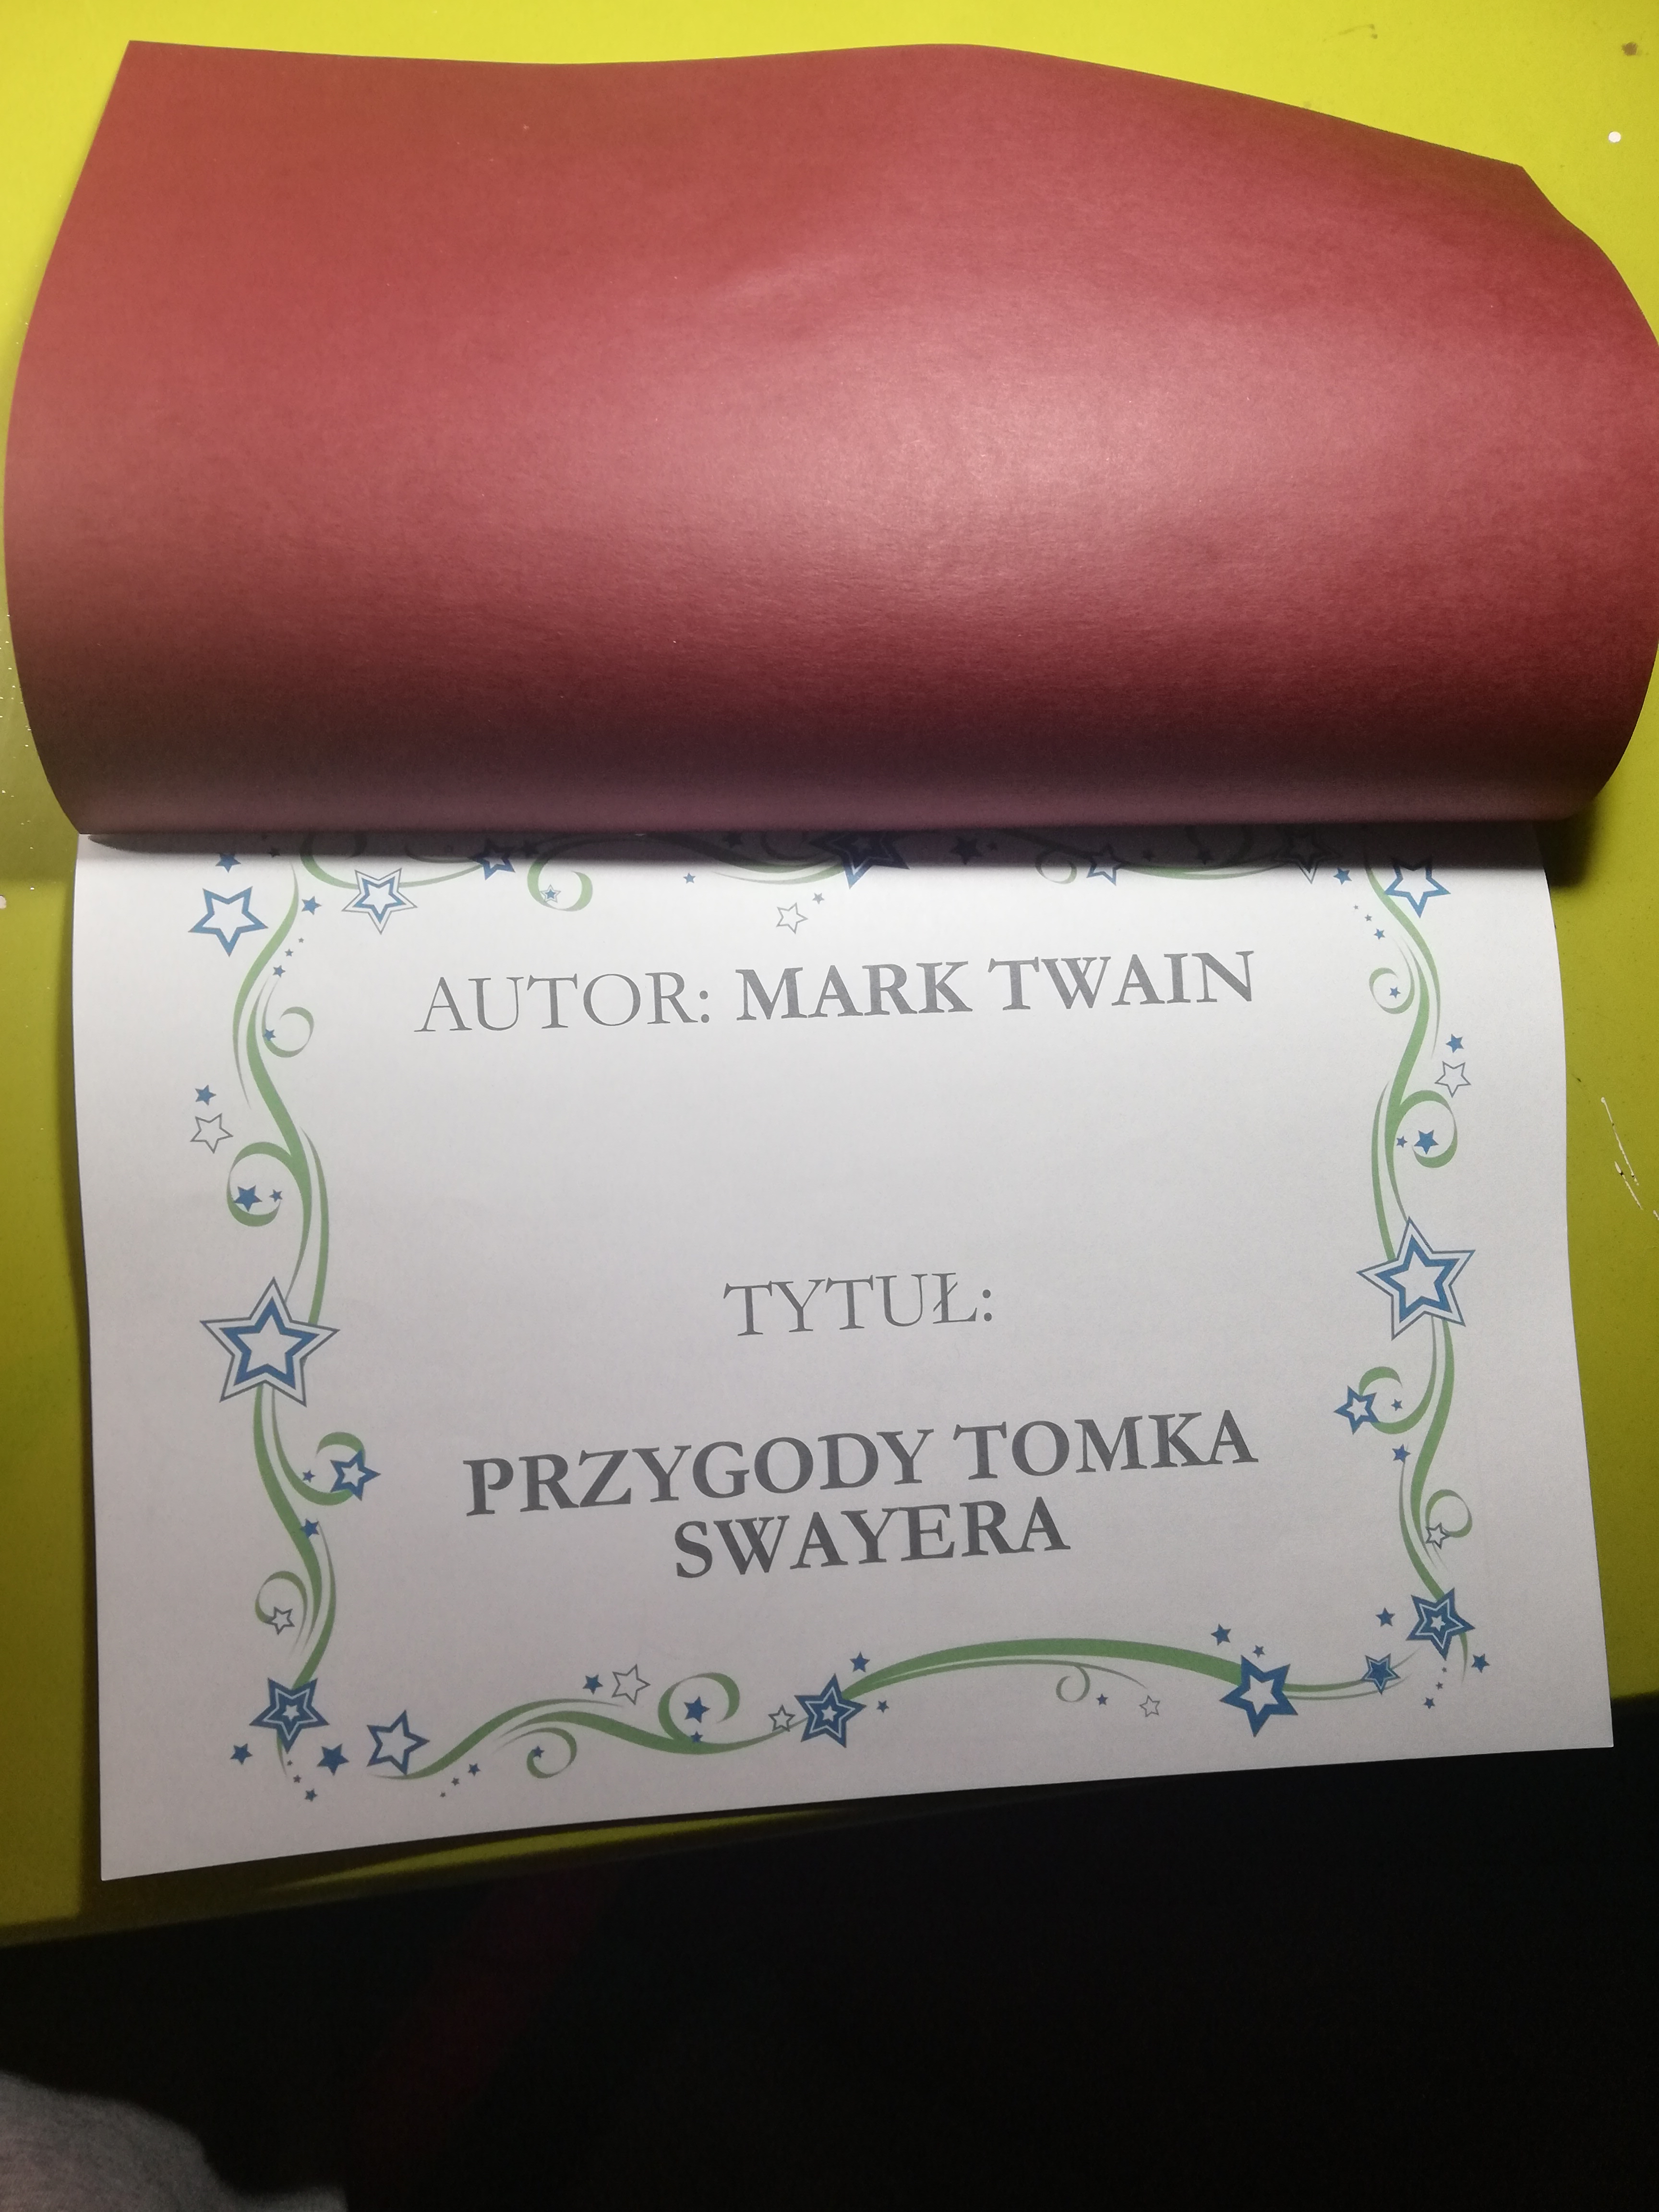 AUTOR: MARK TWAIN
TYTUŁ:
PRZYGODY TOMKA
SWAYERA